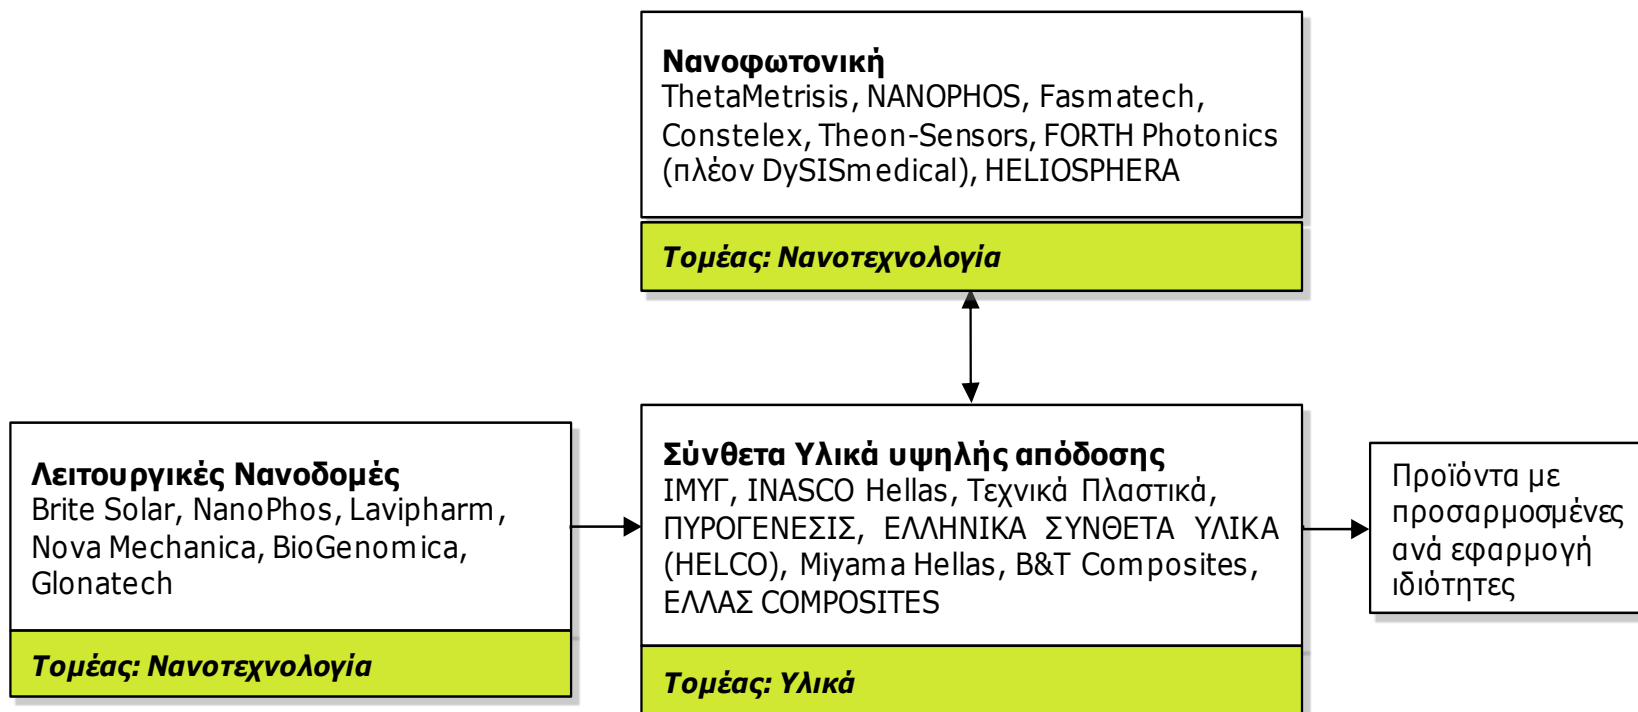 Νανοφωτονική
ThetaMetrisis, NANOPHOS, Fasmatech,
Constelex, Theon-Sensors, FORTH Photonics
(πλέον DySISmedical), HELIOSPHERA
Τομέας: Νανοτεχνολογία
Λειτουργικές Νανοδομές
Brite Solar, NanoPhos, Lavipharm,
Nova Mechanica, BioGenomica,
Glonatech
Τομέας: Νανοτεχνολογία
Σύνθετα Υλικά υψηλής απόδοσης
ΙΜΥΓ, INASCO Hellas, Τεχνικά Πλαστικά,
ΠΥΡΟΓΕΝΕΣΙΣ, ΕΛΛΗΝΙΚΑ ΣΥΝΘΕΤΑ ΥΛΙΚΑ
(HELCO), Miyama Hellas, B&T Composites,
ΕΛΛΑΣ COMPOSITES
Τομέας: Υλικά
Προϊόντα με
προσαρμοσμένες
ανά εφαρμογή
ιδιότητες